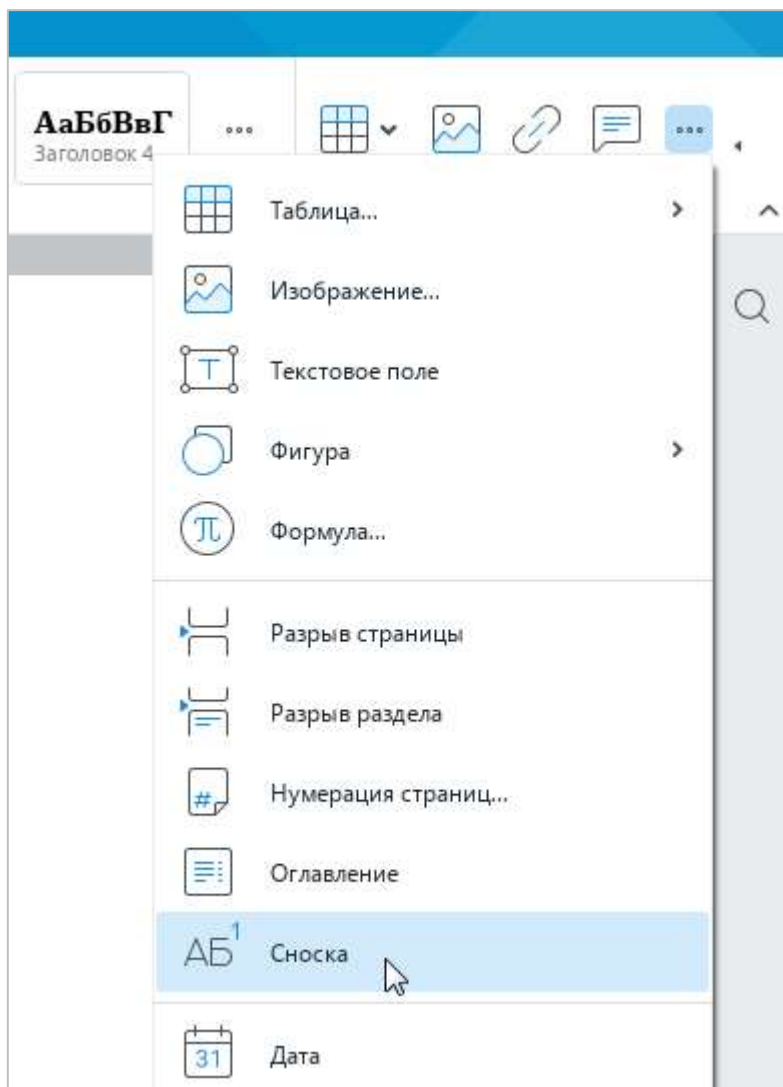 АаБбВвГ
Заголовок 4
Таблица...
Изображение...
Т
Текстовое поле
Фигура
π
Формула...
Разрыв страницы
Разрыв раздела
#
Нумерация страниц...
Оглавление
АБ1
Сноска
31
Дата